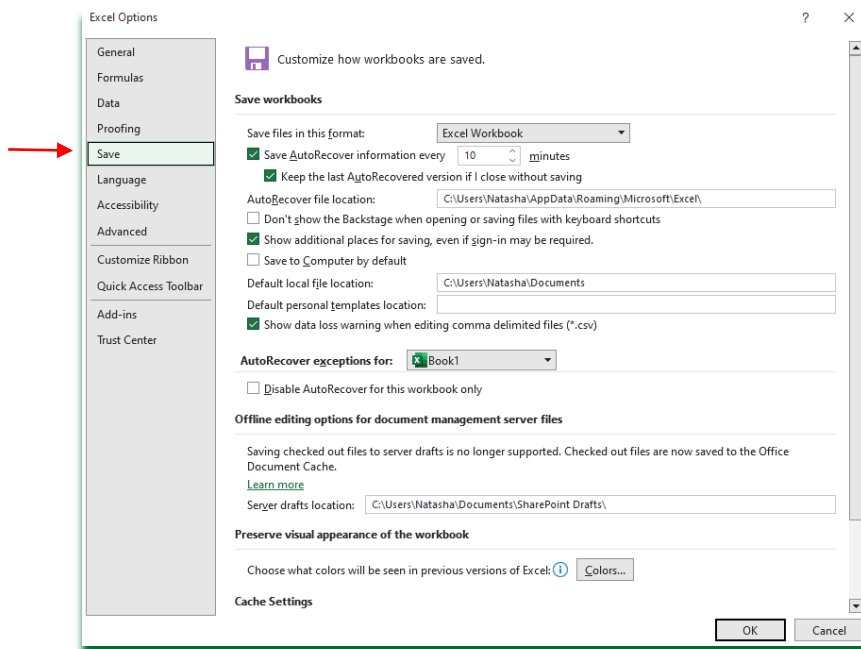 Excel Options
?
General
Formulas
Data
Proofing
Save
Language
Accessibility
Advanced
Customize Ribbon
Quick Access Toolbar
Add-ins
Trust Center
Customize how workbooks are saved.
Save workbooks
Save files in this format: Excel Workbook
Save AutoRecover information every 10 minutes
Keep the last AutoRecovered version if I close without saving
AutoRecover file location: C:\Users\Natasha\AppData\Roaming\Microsoft\Excel\
Don't show the Backstage when opening or saving files with keyboard shortcuts
Show additional places for saving, even if sign-in may be required.
Save to Computer by default
Default local file location: C:\Users\Natasha\Documents
Default personal templates location:
Show data loss warning when editing comma delimited files (*.csv)
AutoRecover exceptions for: Book1
Disable AutoRecover for this workbook only
Offline editing options for document management server files
Saving checked out files to server drafts is no longer supported. Checked out files are now saved to the Office
Document Cache.
Learn more
Server drafts location: C:\Users\Natasha\Documents\SharePoint Drafts\
Preserve visual appearance of the workbook
Choose what colors will be seen in previous versions of Excel: Colors...
Cache Settings
OK Cancel